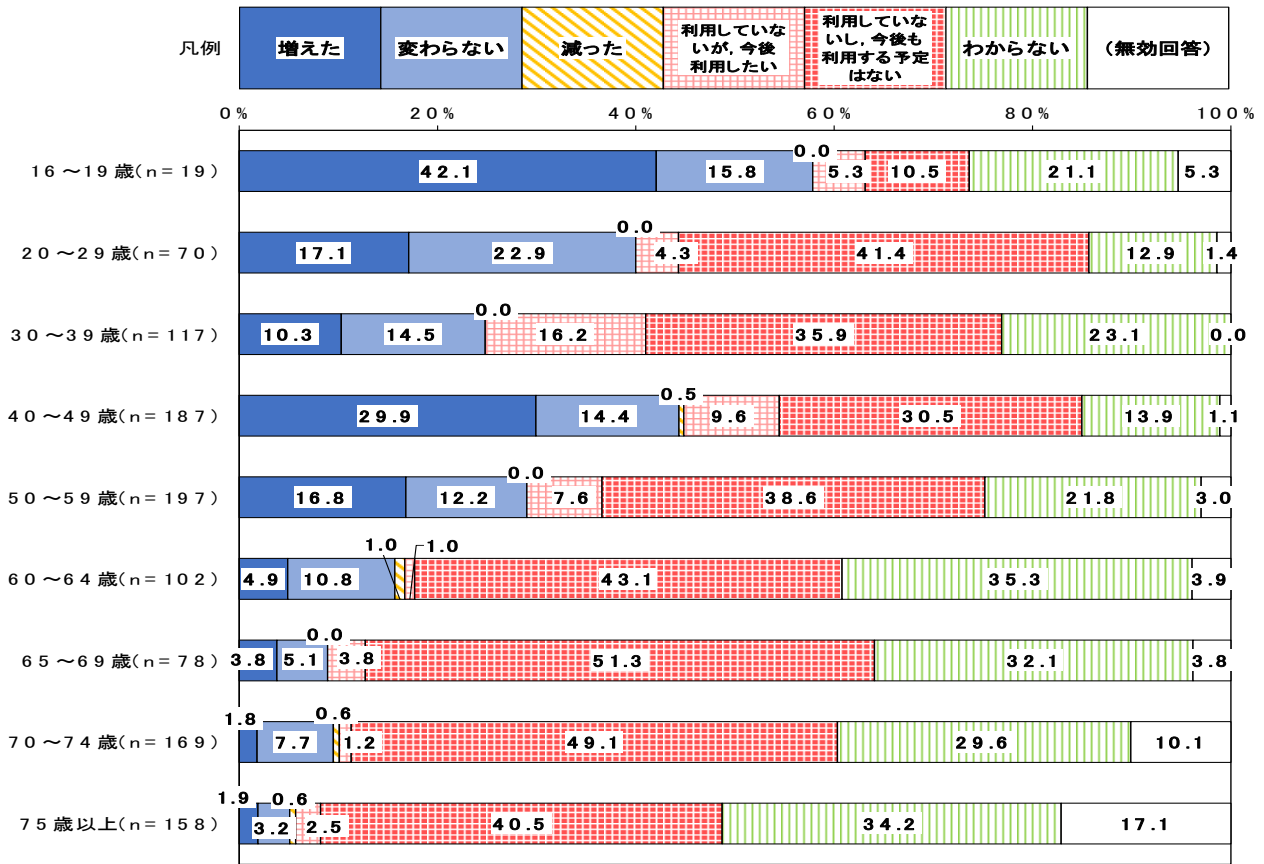 凡例
増えた
変わらない
減った
利用していな
いが,今後
利用したい
利用していな
いし,今後も
利用する予定
はない
わからない
(無効回答)
0% 20% 40% 60% 80% 100%
16～19歳(n=19)
42.1 15.8 0.0 5.3 10.5 21.1 5.3
20～29歳(n=70)
17.1 22.9 0.0 4.3 41.4 12.9 1.4
30～39歳(n=117)
10.3 14.5 0.0 16.2 35.9 23.1 0.0
40～49歳(n=187)
29.9 14.4 0.5 9.6 30.5 13.9 1.1
50～59歳(n=197)
16.8 12.2 0.0 7.6 38.6 21.8 3.0
60～64歳(n=102)
4.9 10.8 1.0 1.0 43.1 35.3 3.9
65～69歳(n=78)
3.8 5.1 0.0 3.8 51.3 32.1 3.8
70～74歳(n=169)
1.8 7.7 0.6 1.2 49.1 29.6 10.1
75歳以上(n=158)
1.9 3.2 0.6 2.5 40.5 34.2 17.1